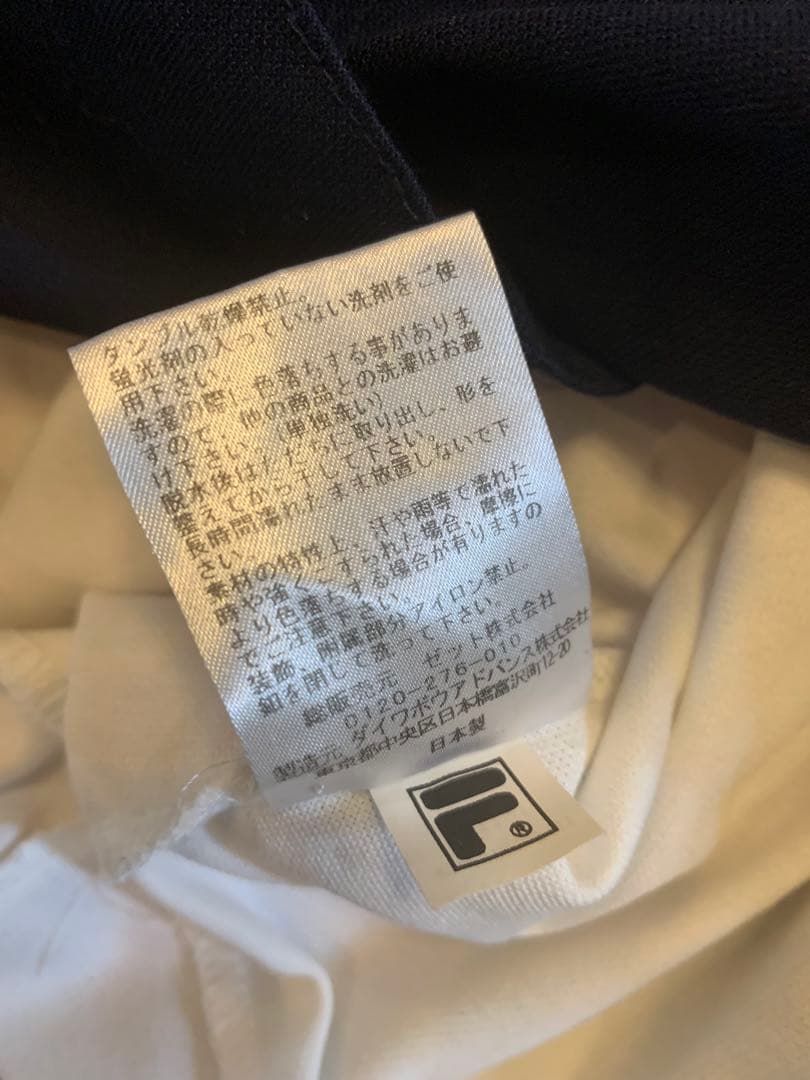 タンブル乾燥禁止。
蛍光剤の入っていない洗剤をご使
用下さい。
洗濯の際に色落ちする事がありま
すので、他の商品との洗濯はお避
け下さい。(単独洗い)
脱水後はただちに取り出し、形を
整えてから干して下さい。
長時間濡れたまま放置しないで下
さい。
素材の特性上、汗や雨等で濡れた
時や強くこすられた場合、摩擦に
より色落ちする場合が有りますの
でご注意下さい。
装飾・附属部分アイロン禁止。
釦を閉じて洗って下さい。
総販売元 ゼット株式会社
0120-276-010
製造元 ダイワボウアドバンス株式会社
東京都中央区日本橋富沢町12-20
日本製
F®